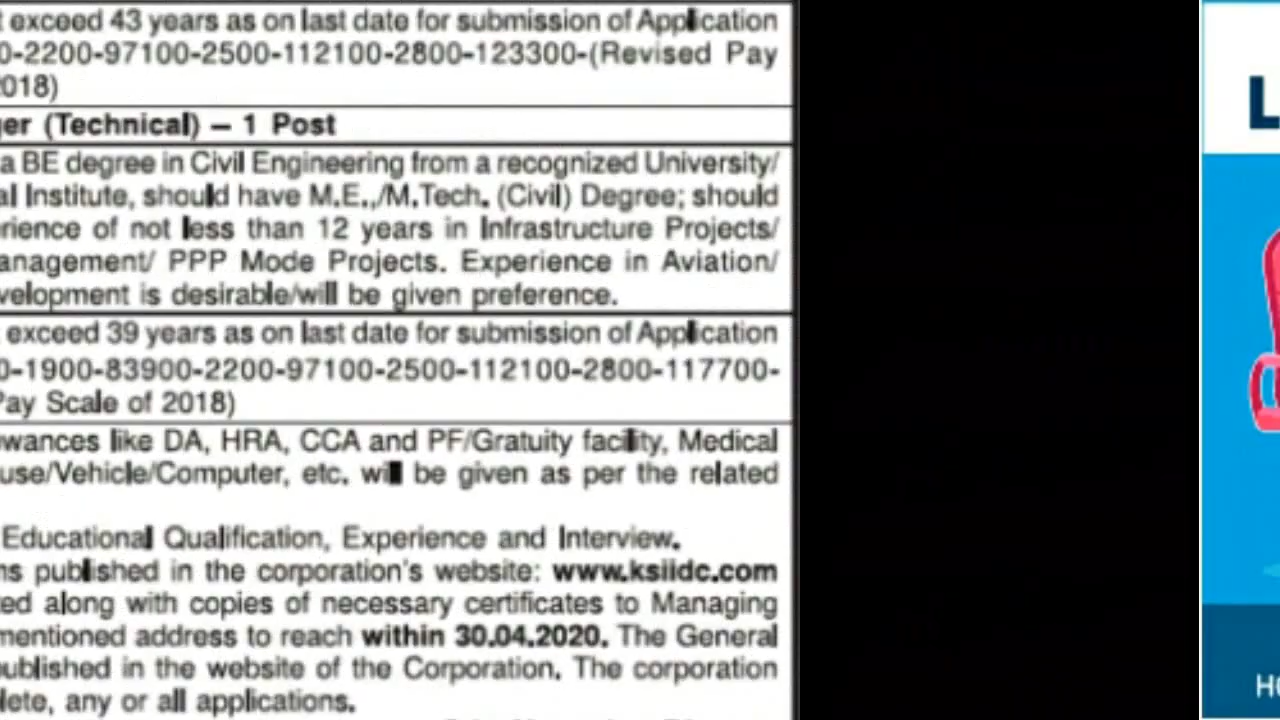 t exceed 43 years as on last date for submission of Application
0-2200-97100-2500-112100-2800-123300-(Revised Pay
2018)
ger (Technical) – 1 Post
a BE degree in Civil Engineering from a recognized University/
al Institute, should have M.E.,/M.Tech. (Civil) Degree; should
rience of not less than 12 years in Infrastructure Projects/
anagement/ PPP Mode Projects. Experience in Aviation/
velopment is desirable/will be given preference.
exceed 39 years as on last date for submission of Application
0-1900-83900-2200-97100-2500-112100-2800-117700-
Pay Scale of 2018)
owances like DA, HRA, CCA and PF/Gratuity facility, Medical
use/Vehicle/Computer, etc. will be given as per the related
Educational Qualification, Experience and Interview.
ns published in the corporation's website: www.ksiidc.com
ted along with copies of necessary certificates to Managing
mentioned address to reach within 30.04.2020. The General
published in the website of the Corporation. The corporation
lete, any or all applications.
L
HO